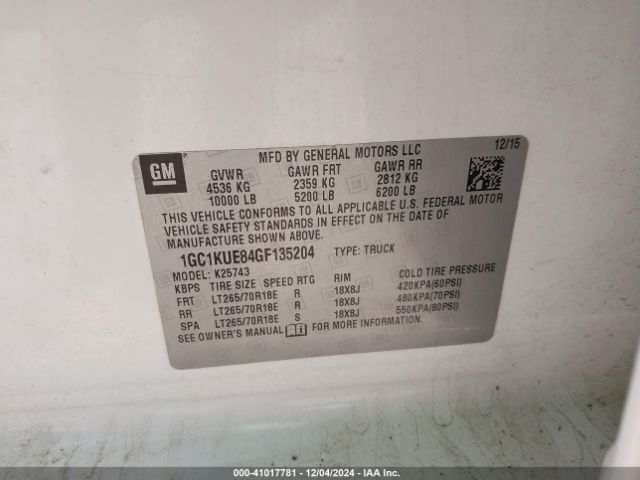 GM
MFD BY GENERAL MOTORS LLC
12/15
GVWR GAWR FRT GAWR RR
4536 KG 2359 KG 2812 KG
10000 LB 5200 LB 6200 LB
THIS VEHICLE CONFORMS TO ALL APPLICABLE U.S. FEDERAL MOTOR
VEHICLE SAFETY STANDARDS IN EFFECT ON THE DATE OF
MANUFACTURE SHOWN ABOVE.
1GC1KUE84GF135204 TYPE: TRUCK
MODEL: K25743
KBPS TIRE SIZE SPEED RTG RIM COLD TIRE PRESSURE
FRT LT265/70R18E R 18X8J 420KPA(60PSI)
RR LT265/70R18E R 18X8J 480KPA(70PSI)
SPA LT265/70R18E S 18X8J 550KPA(80PSI)
SEE OWNER'S MANUAL FOR MORE INFORMATION.
000-41017781 - 12/04/2024 - IAA Inc.